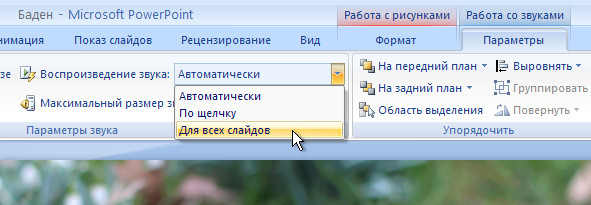 Баден - Microsoft PowerPoint
Работа с рисунками
Работа со звуками
нимация
Показ слайдов
Рецензирование
Вид
Формат
Параметры
зе
Воспроизведение звука:
Автоматически
Автоматически
По щелчку
Для всех слайдов
Максимальный размер з
Параметры звука
На передний план
Выровнять
На задний план
Группировать
Область выделения
Повернуть
Упорядочить